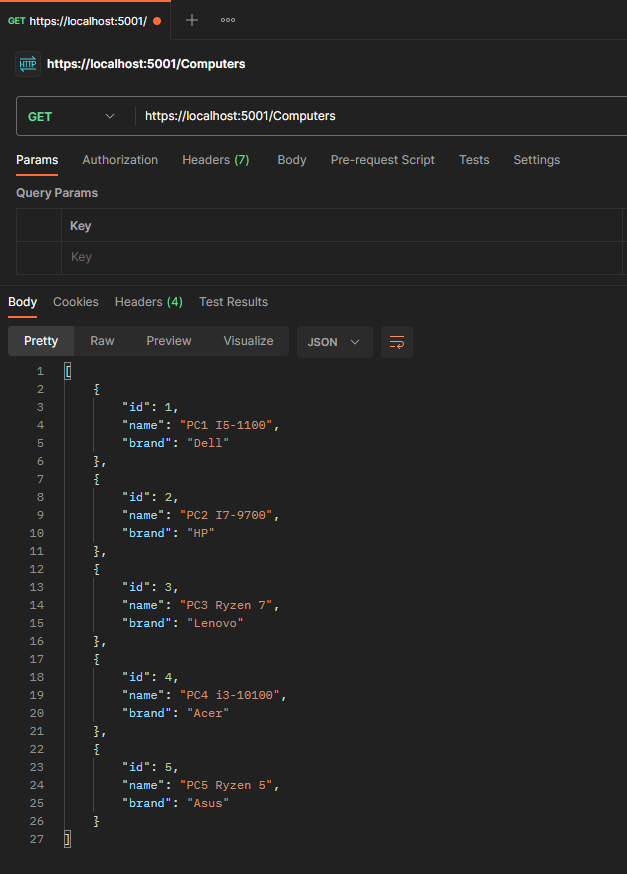 GET https://localhost:5001/
HTTP https://localhost:5001/Computers
GET https://localhost:5001/Computers
Params Authorization Headers (7) Body Pre-request Script Tests Settings
Query Params
Key
Key
Body Cookies Headers (4) Test Results
Pretty Raw Preview Visualize JSON
1 [
2 {
3 "id": 1,
4 "name": "PC1 I5-1100",
5 "brand": "Dell"
6 },
7 {
8 "id": 2,
9 "name": "PC2 I7-9700",
10 "brand": "HP"
11 },
12 {
13 "id": 3,
14 "name": "PC3 Ryzen 7",
15 "brand": "Lenovo"
16 },
17 {
18 "id": 4,
19 "name": "PC4 i3-10100",
20 "brand": "Acer"
21 },
22 {
23 "id": 5,
24 "name": "PC5 Ryzen 5",
25 "brand": "Asus"
26 }
27 ]